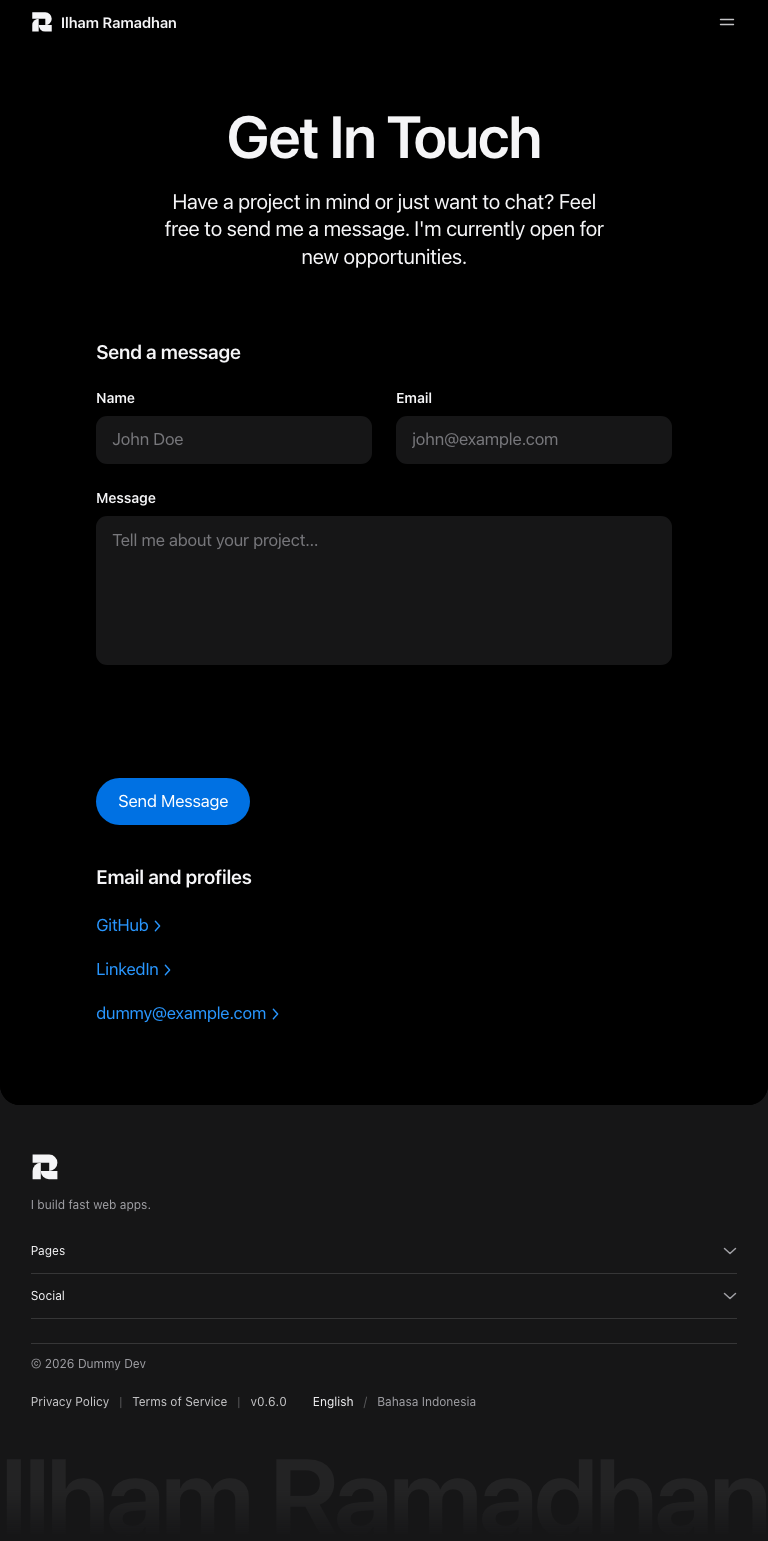 Ilham Ramadhan
Get In Touch
Have a project in mind or just want to chat? Feel
free to send me a message. I'm currently open for
new opportunities.
Send a message
Name
Email
John Doe
john@example.com
Message
Tell me about your project...
Send Message
Email and profiles
GitHub
LinkedIn
dummy@example.com
I build fast web apps.
Pages
Social
© 2026 Dummy Dev
Privacy Policy | Terms of Service | v0.6.0 English / Bahasa Indonesia
Ilham Ramadhan